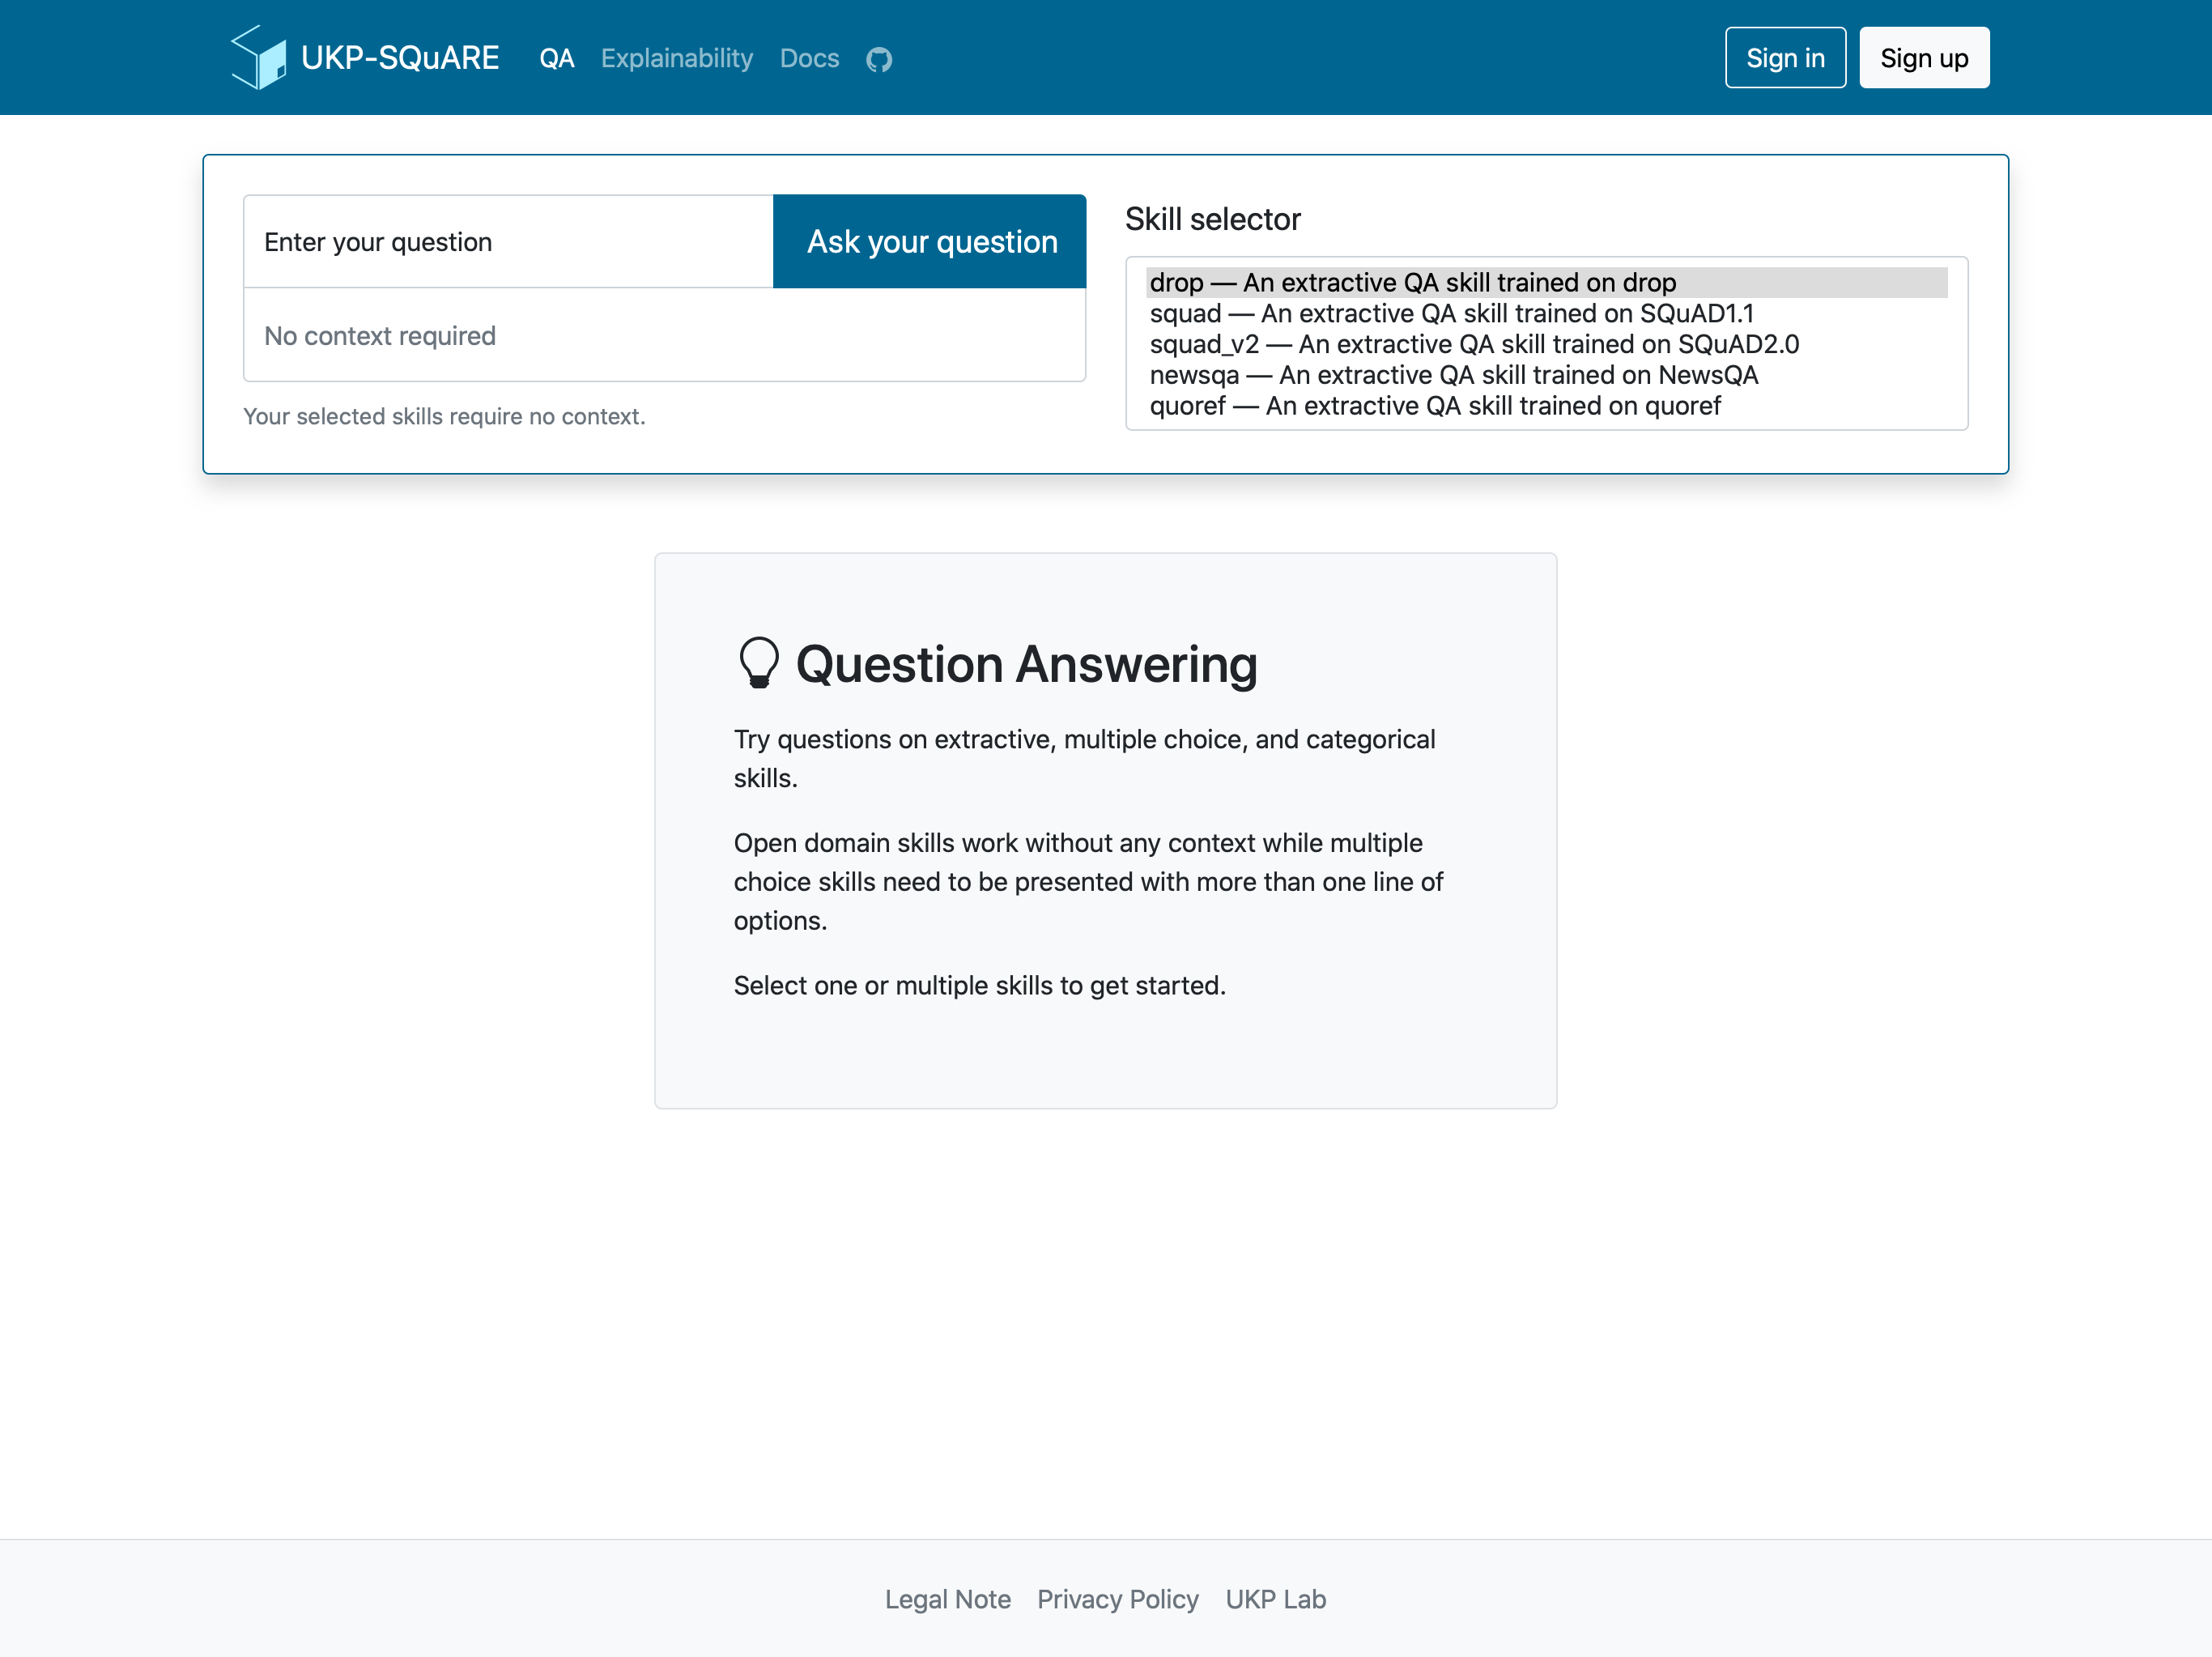 UKP-SQuARE QA Explainability Docs
Sign in Sign up
Enter your question
Ask your question
No context required
Your selected skills require no context.
Skill selector
drop — An extractive QA skill trained on drop
squad — An extractive QA skill trained on SQuAD1.1
squad_v2 — An extractive QA skill trained on SQuAD2.0
newsqa — An extractive QA skill trained on NewsQA
quoref — An extractive QA skill trained on quoref
Question Answering
Try questions on extractive, multiple choice, and categorical
skills.
Open domain skills work without any context while multiple
choice skills need to be presented with more than one line of
options.
Select one or multiple skills to get started.
Legal Note Privacy Policy UKP Lab